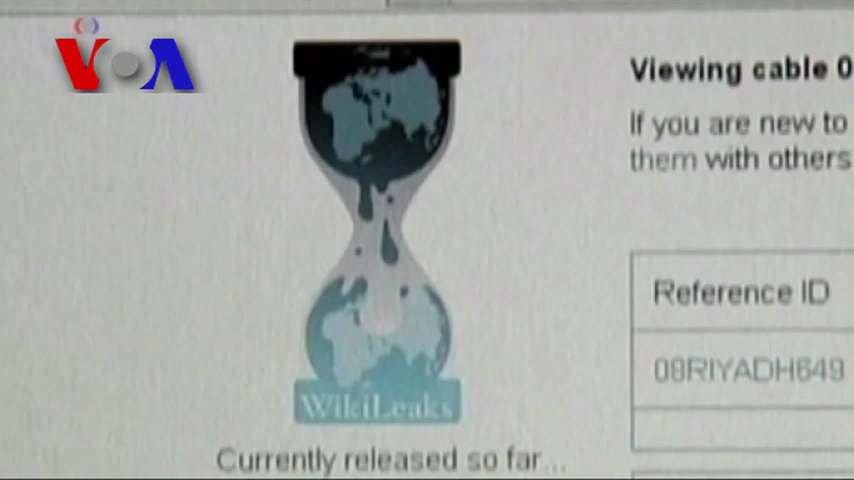 VOA
WikiLeaks
Currently released so far...
Viewing cable 0
If you are new to
them with others
Reference ID
08RIYADH649